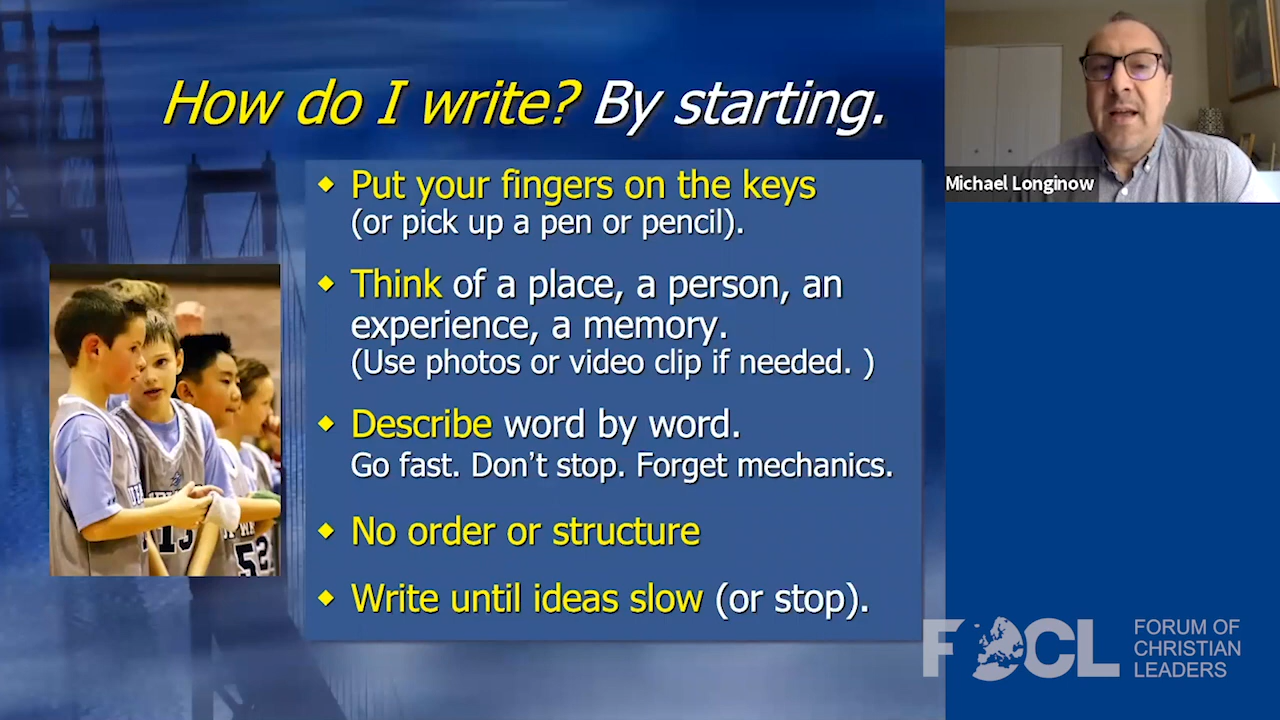 How do I write? By starting.
Put your fingers on the keys
(or pick up a pen or pencil).
Think of a place, a person, an
experience, a memory.
(Use photos or video clip if needed. )
Describe word by word.
Go fast. Don’t stop. Forget mechanics.
No order or structure
Write until ideas slow (or stop).
Michael Longinow
13
52
FOCL
FORUM OF
CHRISTIAN
LEADERS